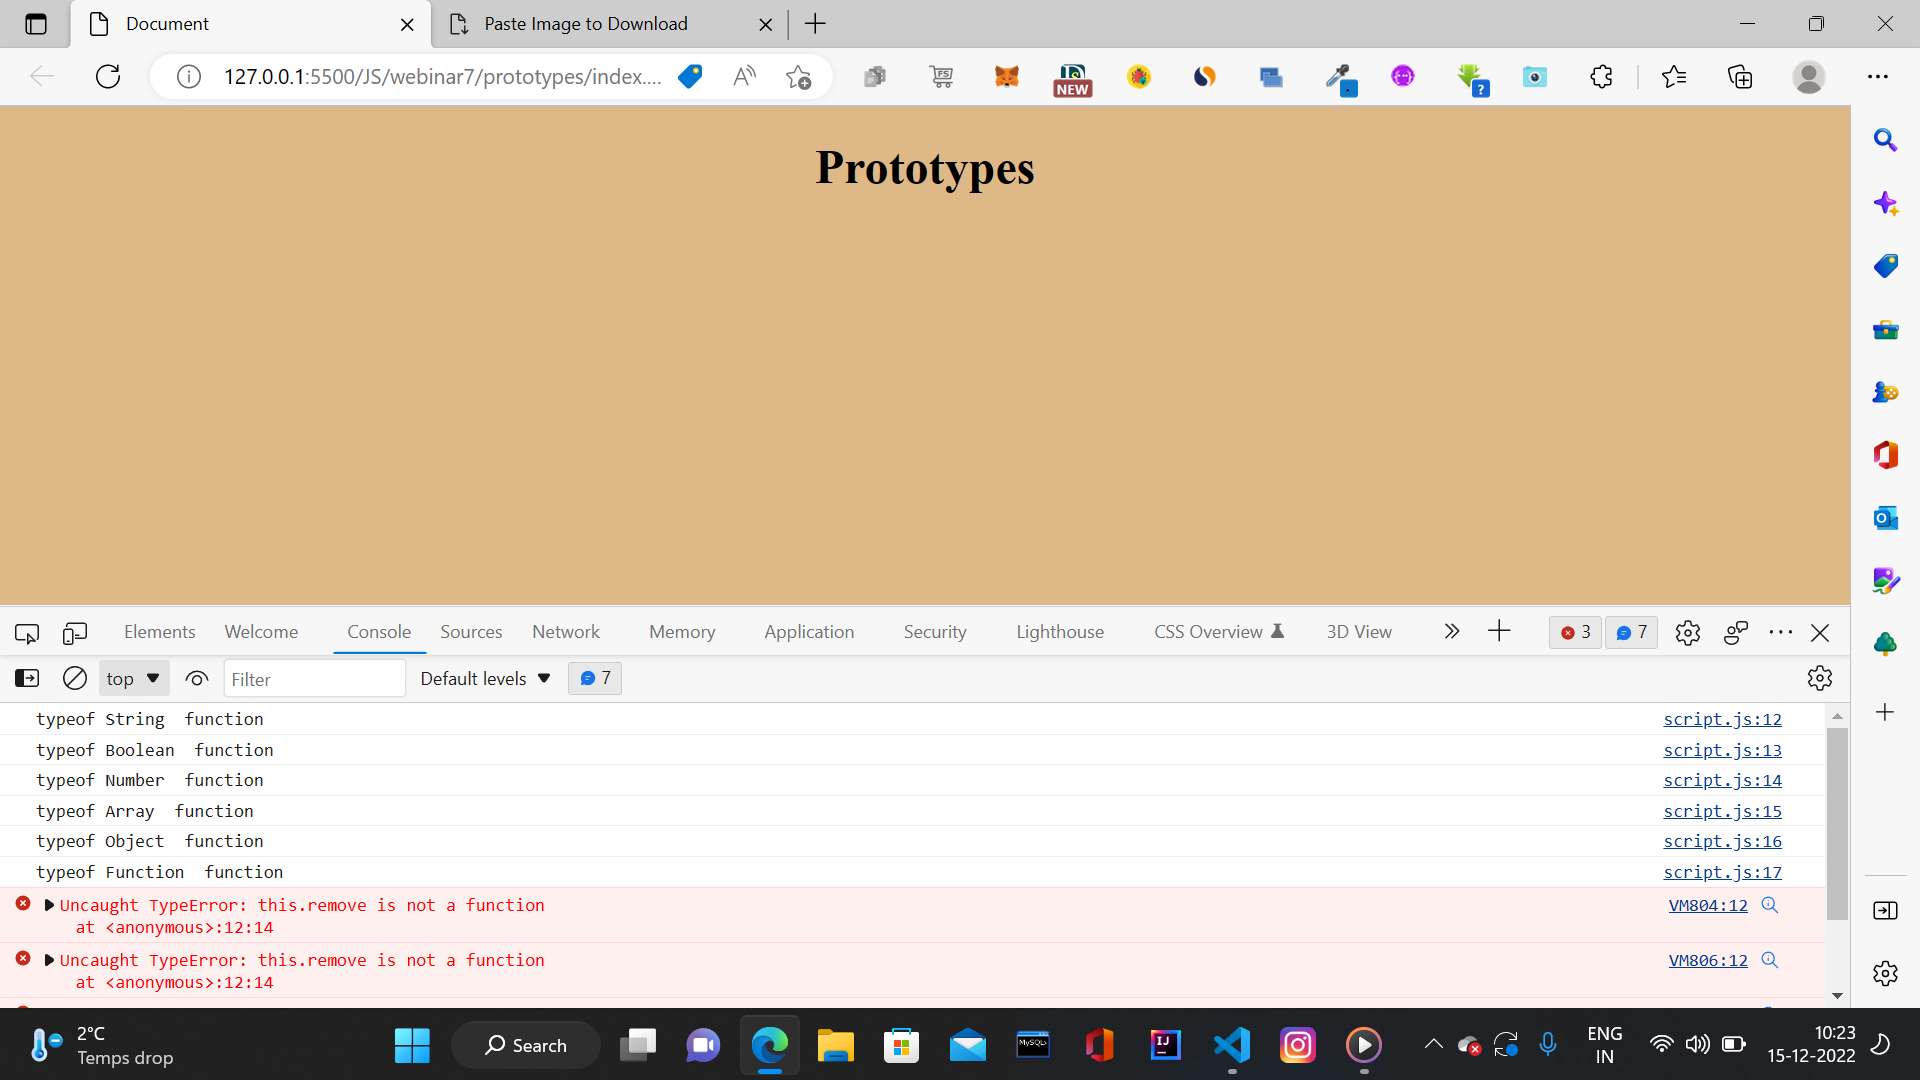 Document
Paste Image to Download
127.0.0.1:5500/JS/webinar7/prototypes/index....
FS
NEW
?
Prototypes
Elements Welcome Console Sources Network Memory Application Security Lighthouse CSS Overview 3D View 3 7
top Filter Default levels 7
typeof String  function script.js:12
typeof Boolean  function script.js:13
typeof Number  function script.js:14
typeof Array  function script.js:15
typeof Object  function script.js:16
typeof Function  function script.js:17
Uncaught TypeError: this.remove is not a function VM804:12
at <anonymous>:12:14
Uncaught TypeError: this.remove is not a function VM806:12
at <anonymous>:12:14
2°C
Temps drop
Search
MySQL
IJ
ENG
IN
10:23
15-12-2022